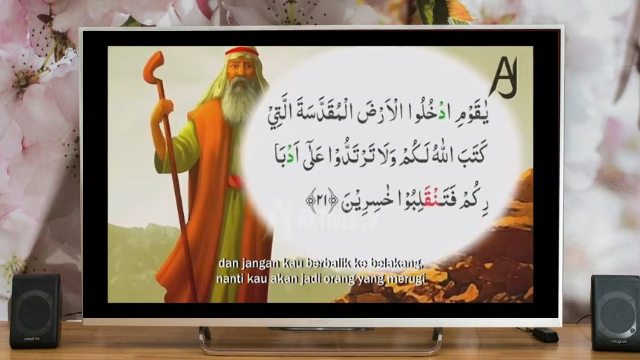 AJ
يٰقَوْمِ ادْخُلُوا الْاَرْضَ الْمُقَدَّسَةَ الَّتِيْ
كَتَبَ اللّٰهُ لَكُمْ وَلَا تَرْتَدُّوْا عَلٰٓى اَدْبَا
رِكُمْ فَتَنْقَلِبُوْا خٰسِرِيْنَ ﴿٢١﴾
dan jangan kau berbalik ke belakang,
nanti kau akan jadi orang yang merugi